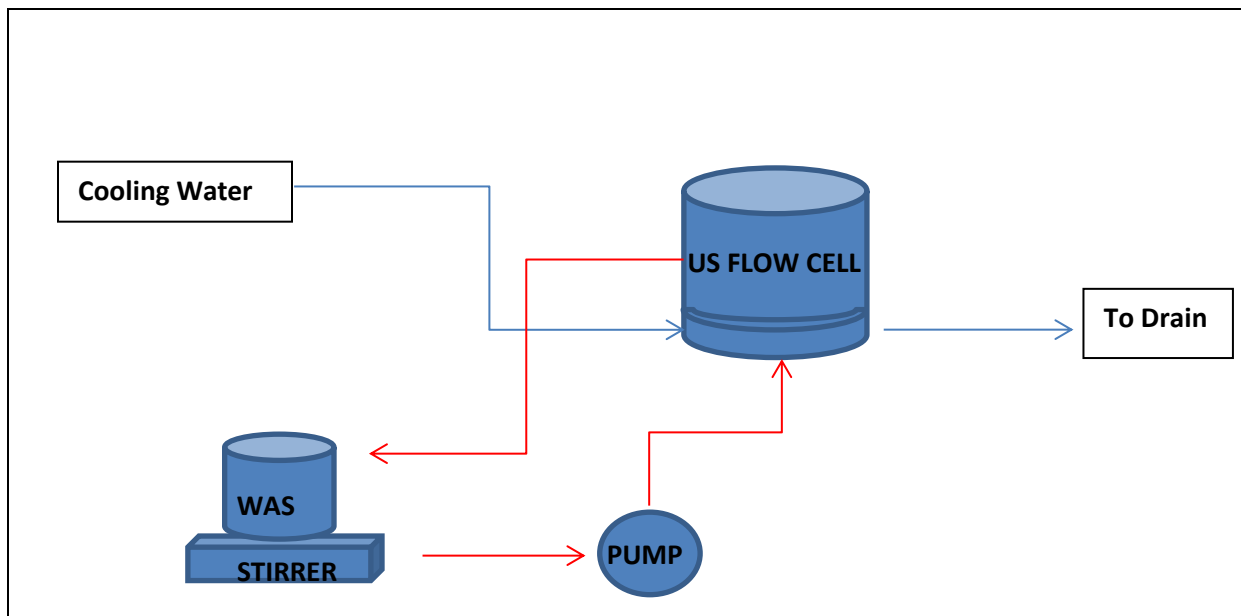 Cooling Water
US FLOW CELL
To Drain
WAS
STIRRER
PUMP